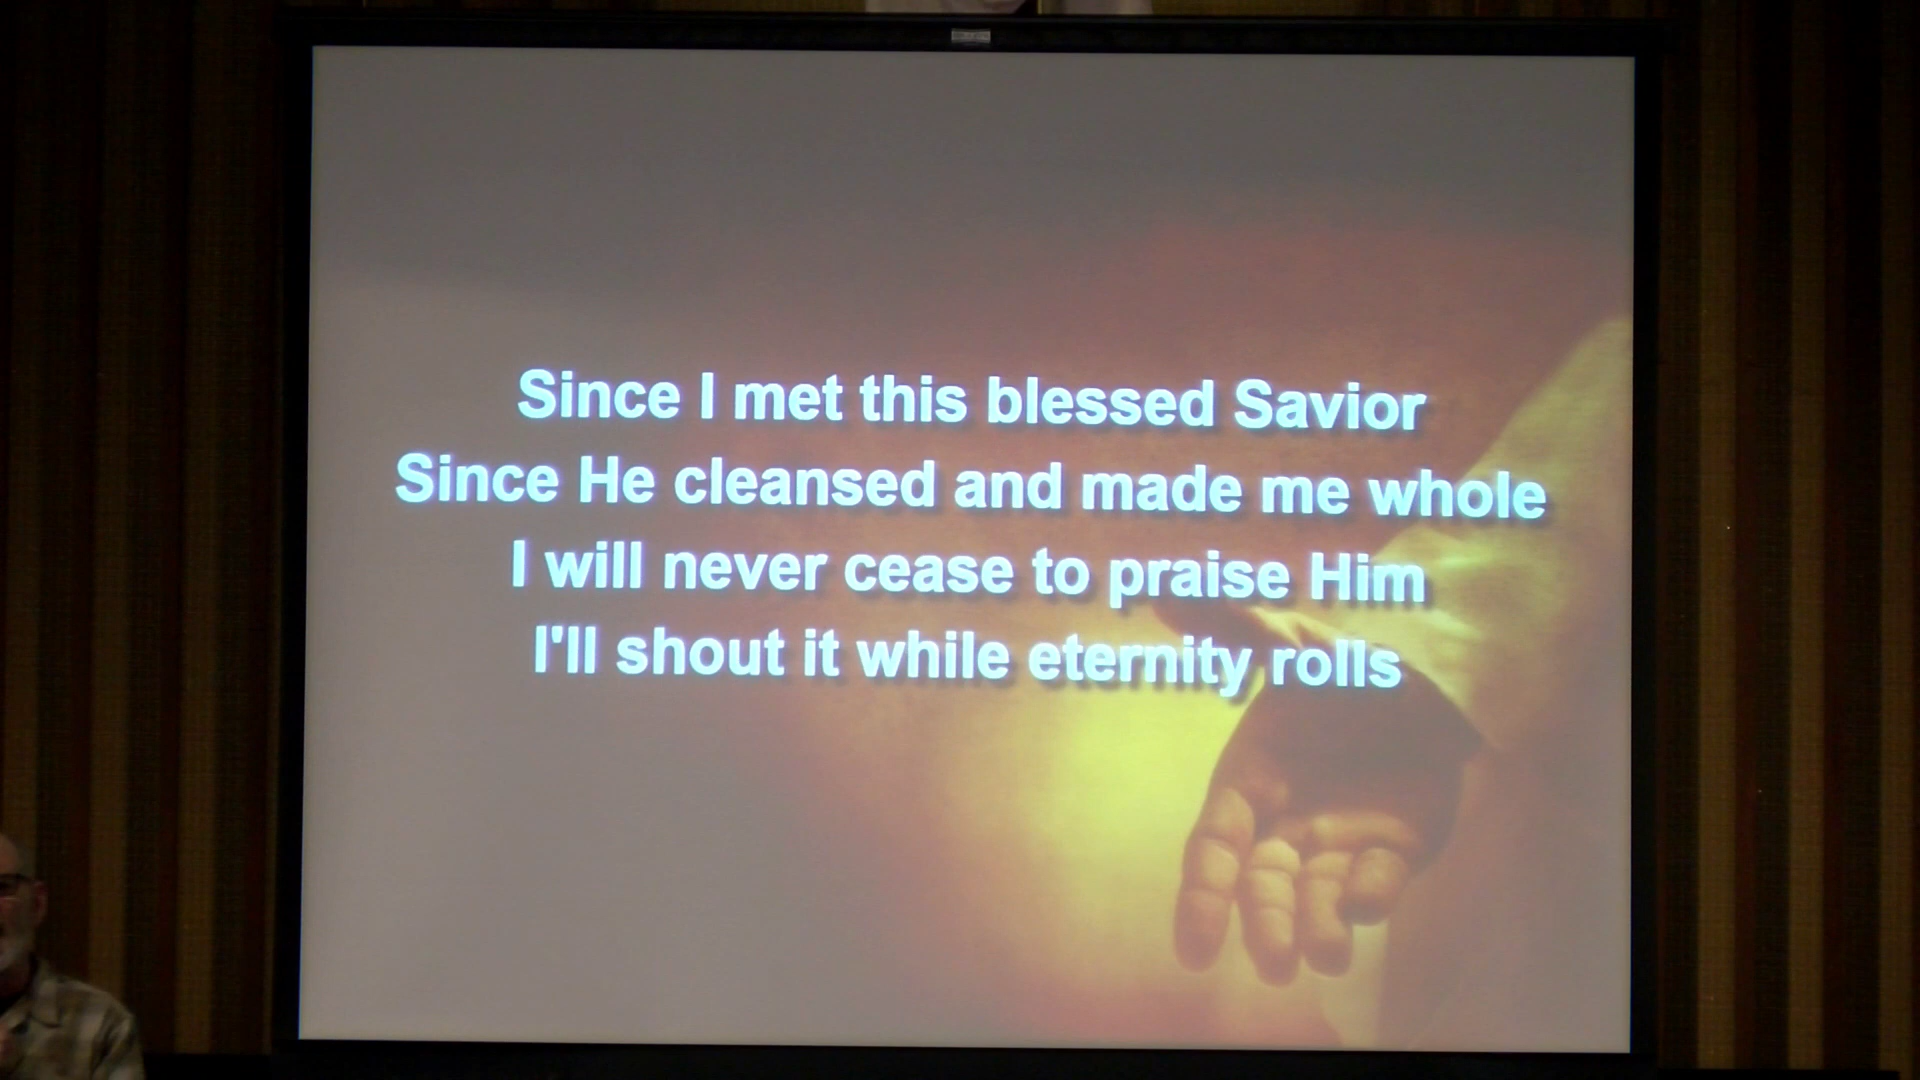 Since I met this blessed Savior
Since He cleansed and made me whole
I will never cease to praise Him
I'll shout it while eternity rolls